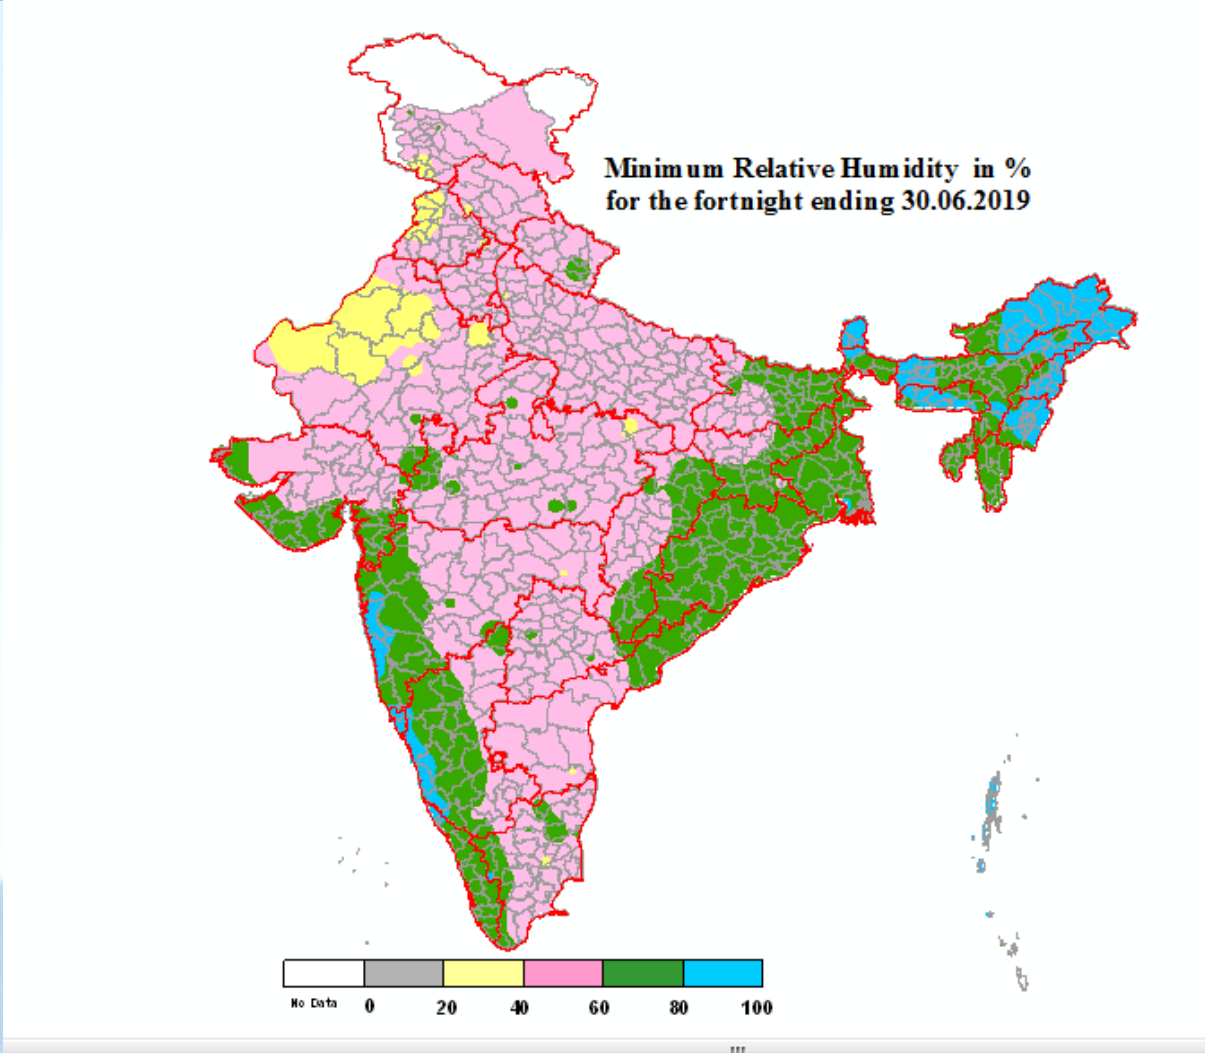 Minimum Relative Humidity in %
for the fortnight ending 30.06.2019
No Data 0 20 40 60 80 100